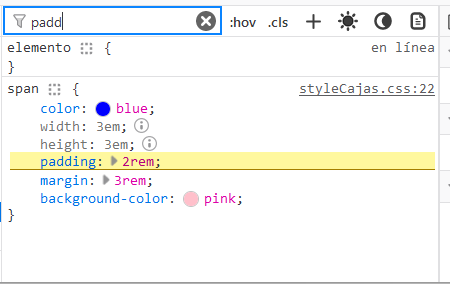 padd :hov .cls
elemento { en línea
}
span { styleCajas.css:22
color: blue;
width: 3em;
height: 3em;
padding: 2rem;
margin: 3rem;
background-color: pink;
}